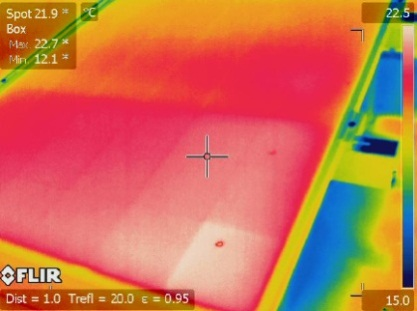 Spot 21.9 °C
22.5
Box
Max 22.7
Min 12.1
FLIR
Dist = 1.0 Trefl = 20.0 ε = 0.95
15.0